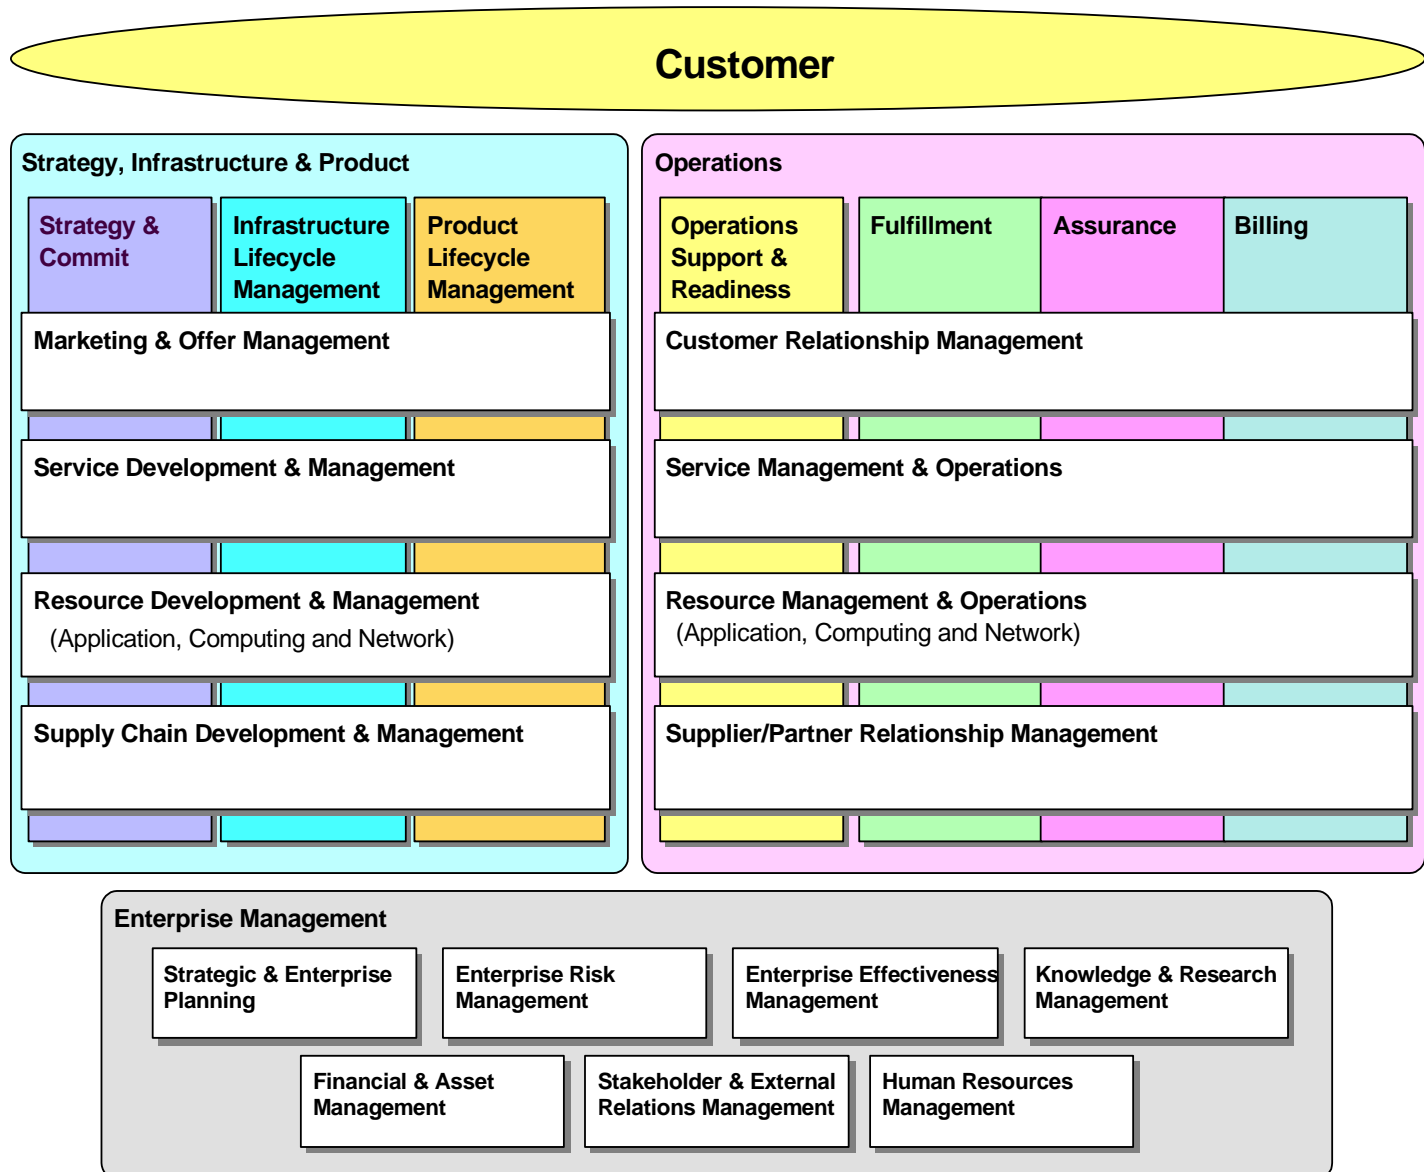 Customer
Strategy, Infrastructure & Product
Strategy &
Commit
Infrastructure
Lifecycle
Management
Product
Lifecycle
Management
Marketing & Offer Management
Service Development & Management
Resource Development & Management
(Application, Computing and Network)
Supply Chain Development & Management
Operations
Operations
Support &
Readiness
Fulfillment
Assurance
Billing
Customer Relationship Management
Service Management & Operations
Resource Management & Operations
(Application, Computing and Network)
Supplier/Partner Relationship Management
Enterprise Management
Strategic & Enterprise
Planning
Enterprise Risk
Management
Enterprise Effectiveness
Management
Knowledge & Research
Management
Financial & Asset
Management
Stakeholder & External
Relations Management
Human Resources
Management